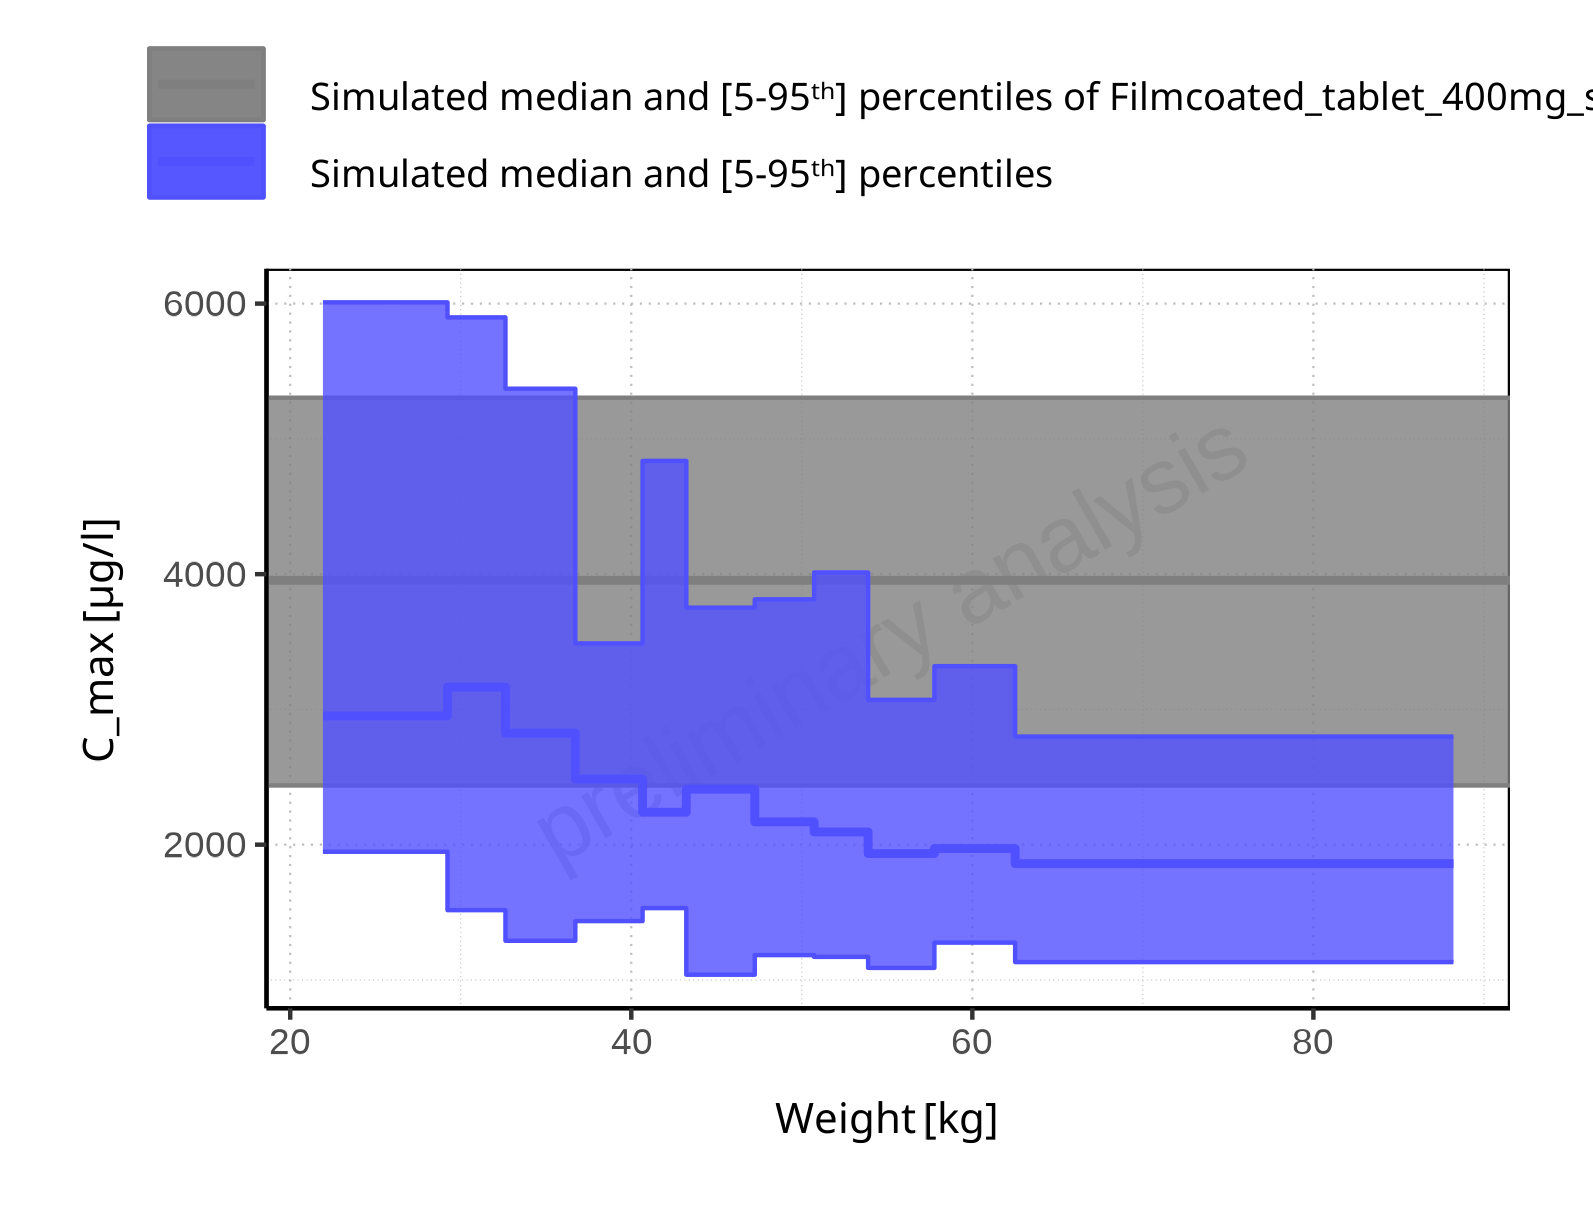 Simulated median and [5-95th] percentiles of Filmcoated_tablet_400mg_s
Simulated median and [5-95th] percentiles
6000
4000
2000
C_max [µg/l]
preliminary analysis
20 40 60 80
Weight [kg]